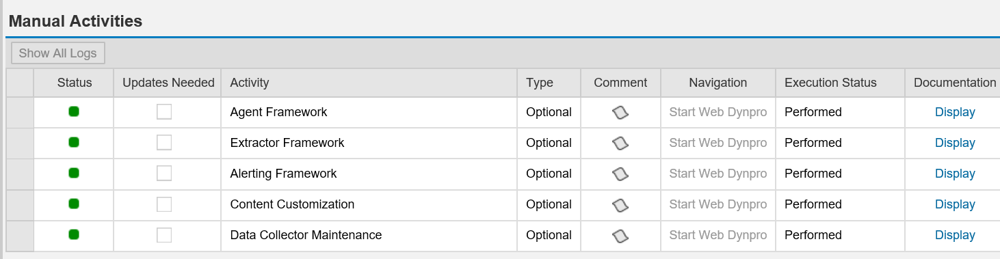 Manual Activities
Show All Logs
Status Updates Needed Activity Type Comment Navigation Execution Status Documentation
Agent Framework Optional Start Web Dynpro Performed Display
Extractor Framework Optional Start Web Dynpro Performed Display
Alerting Framework Optional Start Web Dynpro Performed Display
Content Customization Optional Start Web Dynpro Performed Display
Data Collector Maintenance Optional Start Web Dynpro Performed Display